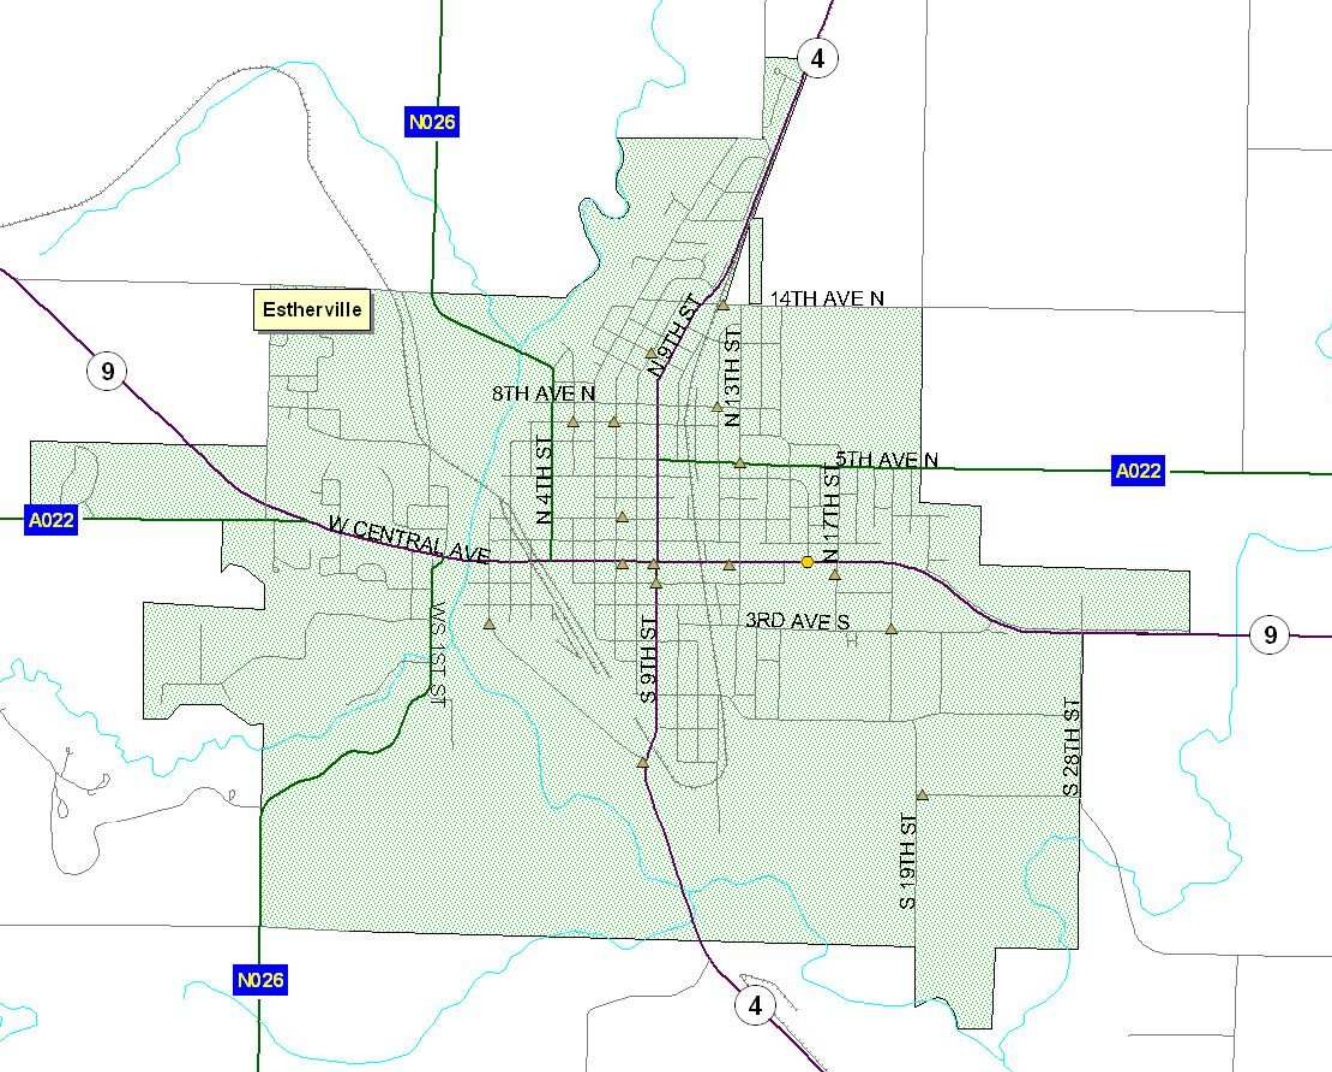 4
N026
14TH AVE N
Estherville
N 9TH ST
N 13TH ST
9
8TH AVE N
5TH AVE N
A022
N 4TH ST
N 17TH ST
A022
W CENTRAL AVE
3RD AVE S
9
WS 1ST ST
S 9TH ST
S 28TH ST
S 19TH ST
N026
4